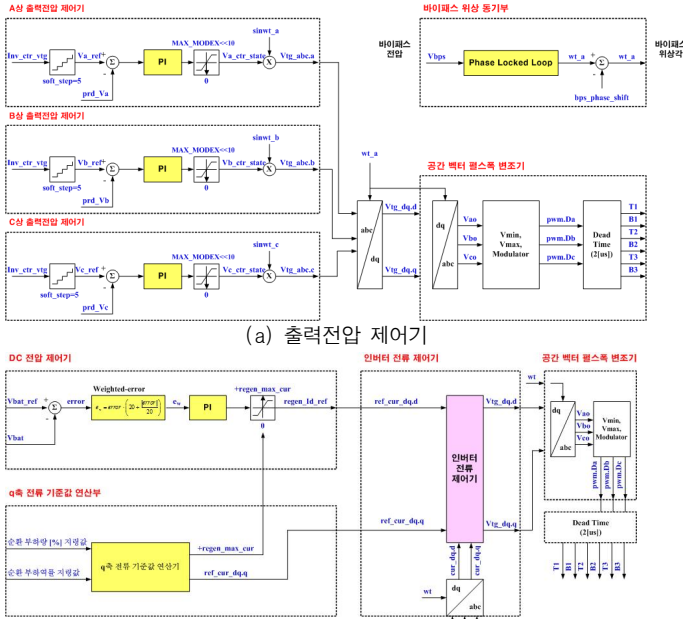 A상 출력전압 제어기
sinwt_a
Inv_ctr_vtg
Va_ref
+
Σ
-
soft_step=5
prd_Va
PI
MAX_MODEX<<10
0
Va_ctr_state
X
Vtg_abc.a
바이패스 위상 동기부
바이패스
전압
Vbps
Phase Locked Loop
wt_a
+
Σ
-
wt_a
bps_phase_shift
바이패스
위상각
B상 출력전압 제어기
sinwt_b
Inv_ctr_vtg
Vb_ref
+
Σ
-
soft_step=5
prd_Vb
PI
MAX_MODEX<<10
0
Vb_ctr_state
X
Vtg_abc.b
C상 출력전압 제어기
sinwt_c
Inv_ctr_vtg
Vc_ref
+
Σ
-
soft_step=5
prd_Vc
PI
MAX_MODEX<<10
0
Vc_ctr_state
X
Vtg_abc.c
wt_a
abc
dq
Vtg_dq.d
Vtg_dq.q
공간 벡터 펄스폭 변조기
dq
abc
Vao
Vbo
Vco
Vmin,
Vmax,
Modulator
pwm.Da
pwm.Db
pwm.Dc
Dead
Time
(2[us])
T1
B1
T2
B2
T3
B3
(a) 출력전압 제어기
DC 전압 제어기
Vbat_ref
+
Σ
-
Vbat
error
Weighted-error
e
PI
+regen_max_cur
0
regen_Id_ref
q축 전류 기준값 연산부
순환 부하량 [%] 지령값
순환 부하역률 지령값
q축 전류 기준값 연산기
+regen_max_cur
ref_cur_dq.q
인버터 전류 제어기
ref_cur_dq.d
ref_cur_dq.q
인버터
전류
제어기
Vtg_dq.d
Vtg_dq.q
cur_dq.d
cur_dq.q
wt
dq
abc
공간 벡터 펄스폭 변조기
wt
dq
abc
Vao
Vbo
Vco
Vmin,
Vmax,
Modulator
pwm.Da
pwm.Db
pwm.Dc
Dead Time
(2[us])
T1
B1
T2
B2
T3
B3